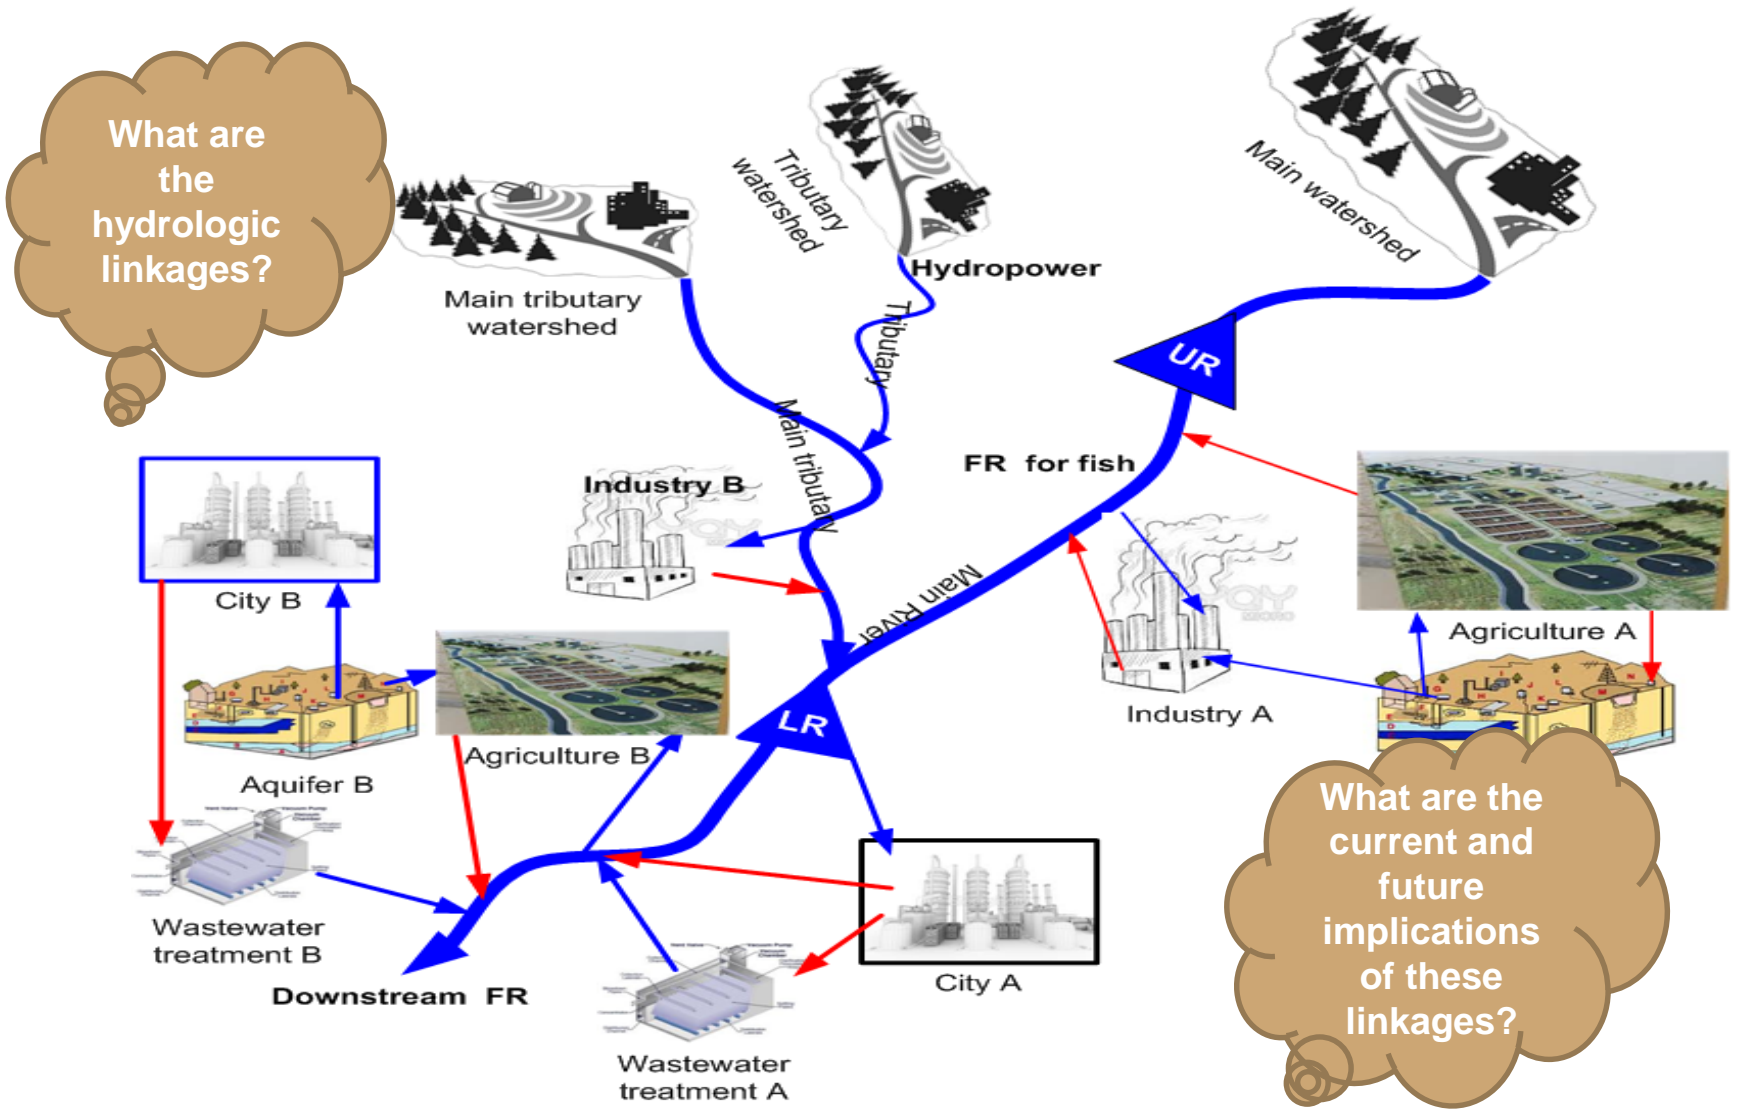 What are
the
hydrologic
linkages?
Main tributary
watershed
Tributary
watershed
Hydropower
Main watershed
Tributary
Main tributary
UR
FR for fish
Industry B
City B
Main River
Agriculture A
Industry A
LR
Agriculture B
Aquifer B
Wastewater
treatment B
City A
Downstream FR
Wastewater
treatment A
What are the
current and
future
implications
of these
linkages?